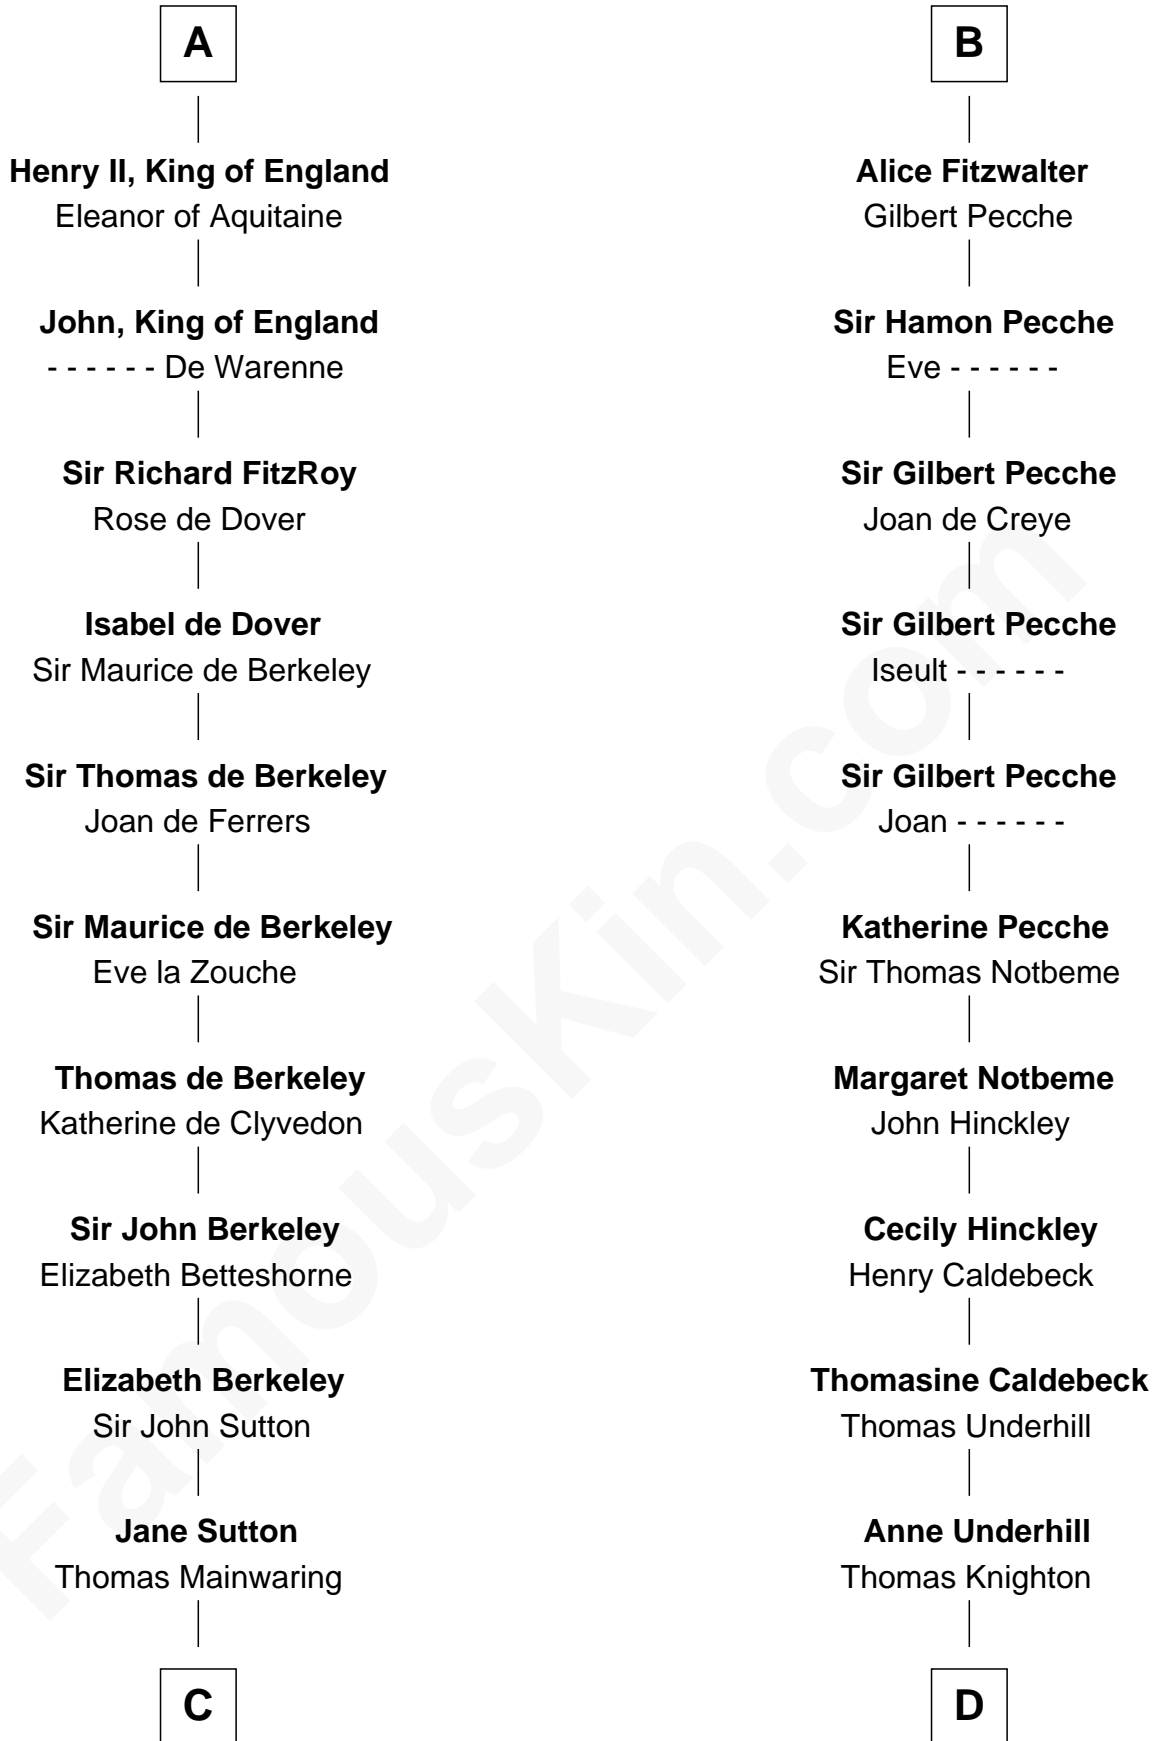 A
Henry II, King of England
Eleanor of Aquitaine
John, King of England
- - - - - - De Warenne
Sir Richard FitzRoy
Rose de Dover
Isabel de Dover
Sir Maurice de Berkeley
Sir Thomas de Berkeley
Joan de Ferrers
Sir Maurice de Berkeley
Eve la Zouche
Thomas de Berkeley
Katherine de Clyvedon
Sir John Berkeley
Elizabeth Betteshorne
Elizabeth Berkeley
Sir John Sutton
Jane Sutton
Thomas Mainwaring
C
B
Alice Fitzwalter
Gilbert Pecche
Sir Hamon Pecche
Eve - - - - - -
Sir Gilbert Pecche
Joan de Creye
Sir Gilbert Pecche
Iseult - - - - - -
Sir Gilbert Pecche
Joan - - - - - -
Katherine Pecche
Sir Thomas Notbeme
Margaret Notbeme
John Hinckley
Cecily Hinckley
Henry Caldebeck
Thomasine Caldebeck
Thomas Underhill
Anne Underhill
Thomas Knighton
D
FamousKin.com